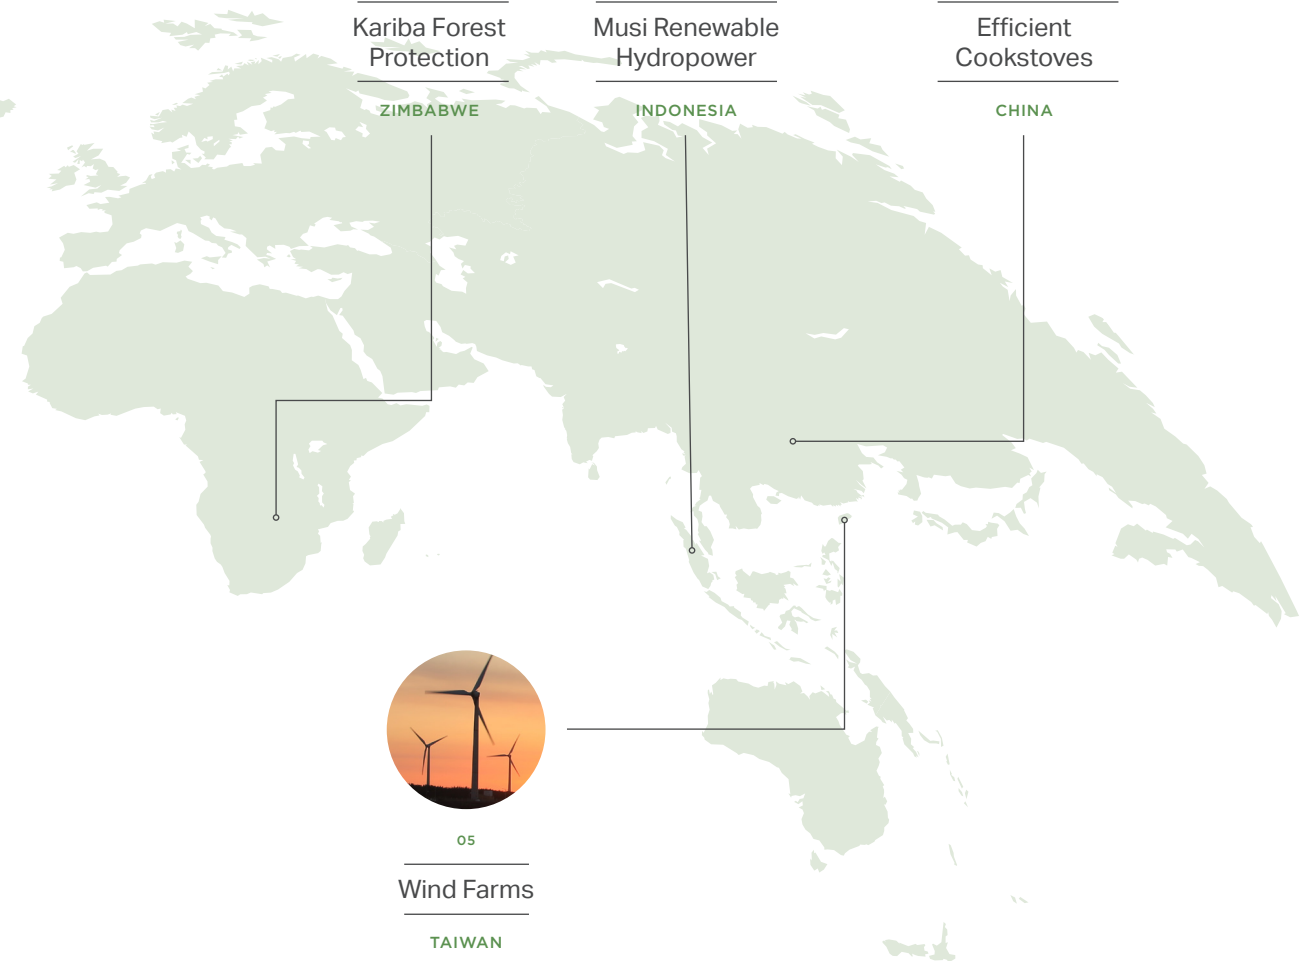 Kariba Forest
Protection
ZIMBABWE
Musi Renewable
Hydropower
INDONESIA
Efficient
Cookstoves
CHINA
05
Wind Farms
TAIWAN